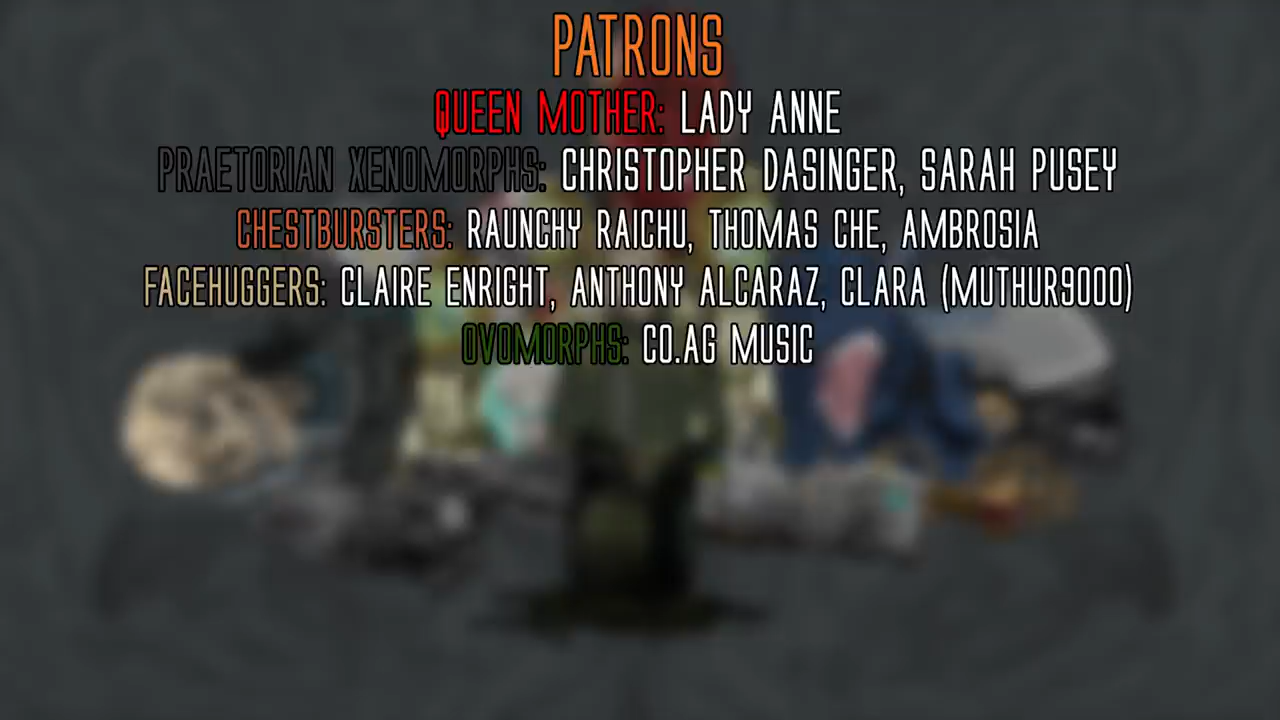 PATRONS
QUEEN MOTHER: LADY ANNE
PRAETORIAN XENOMORPHS: CHRISTOPHER DASINGER, SARAH PUSEY
CHESTBURSTERS: RAUNCHY RAICHU, THOMAS CHE, AMBROSIA
FACEHUGGERS: CLAIRE ENRIGHT, ANTHONY ALCARAZ, CLARA (MUTHUR9000)
OVOMORPHS: CO.AG MUSIC